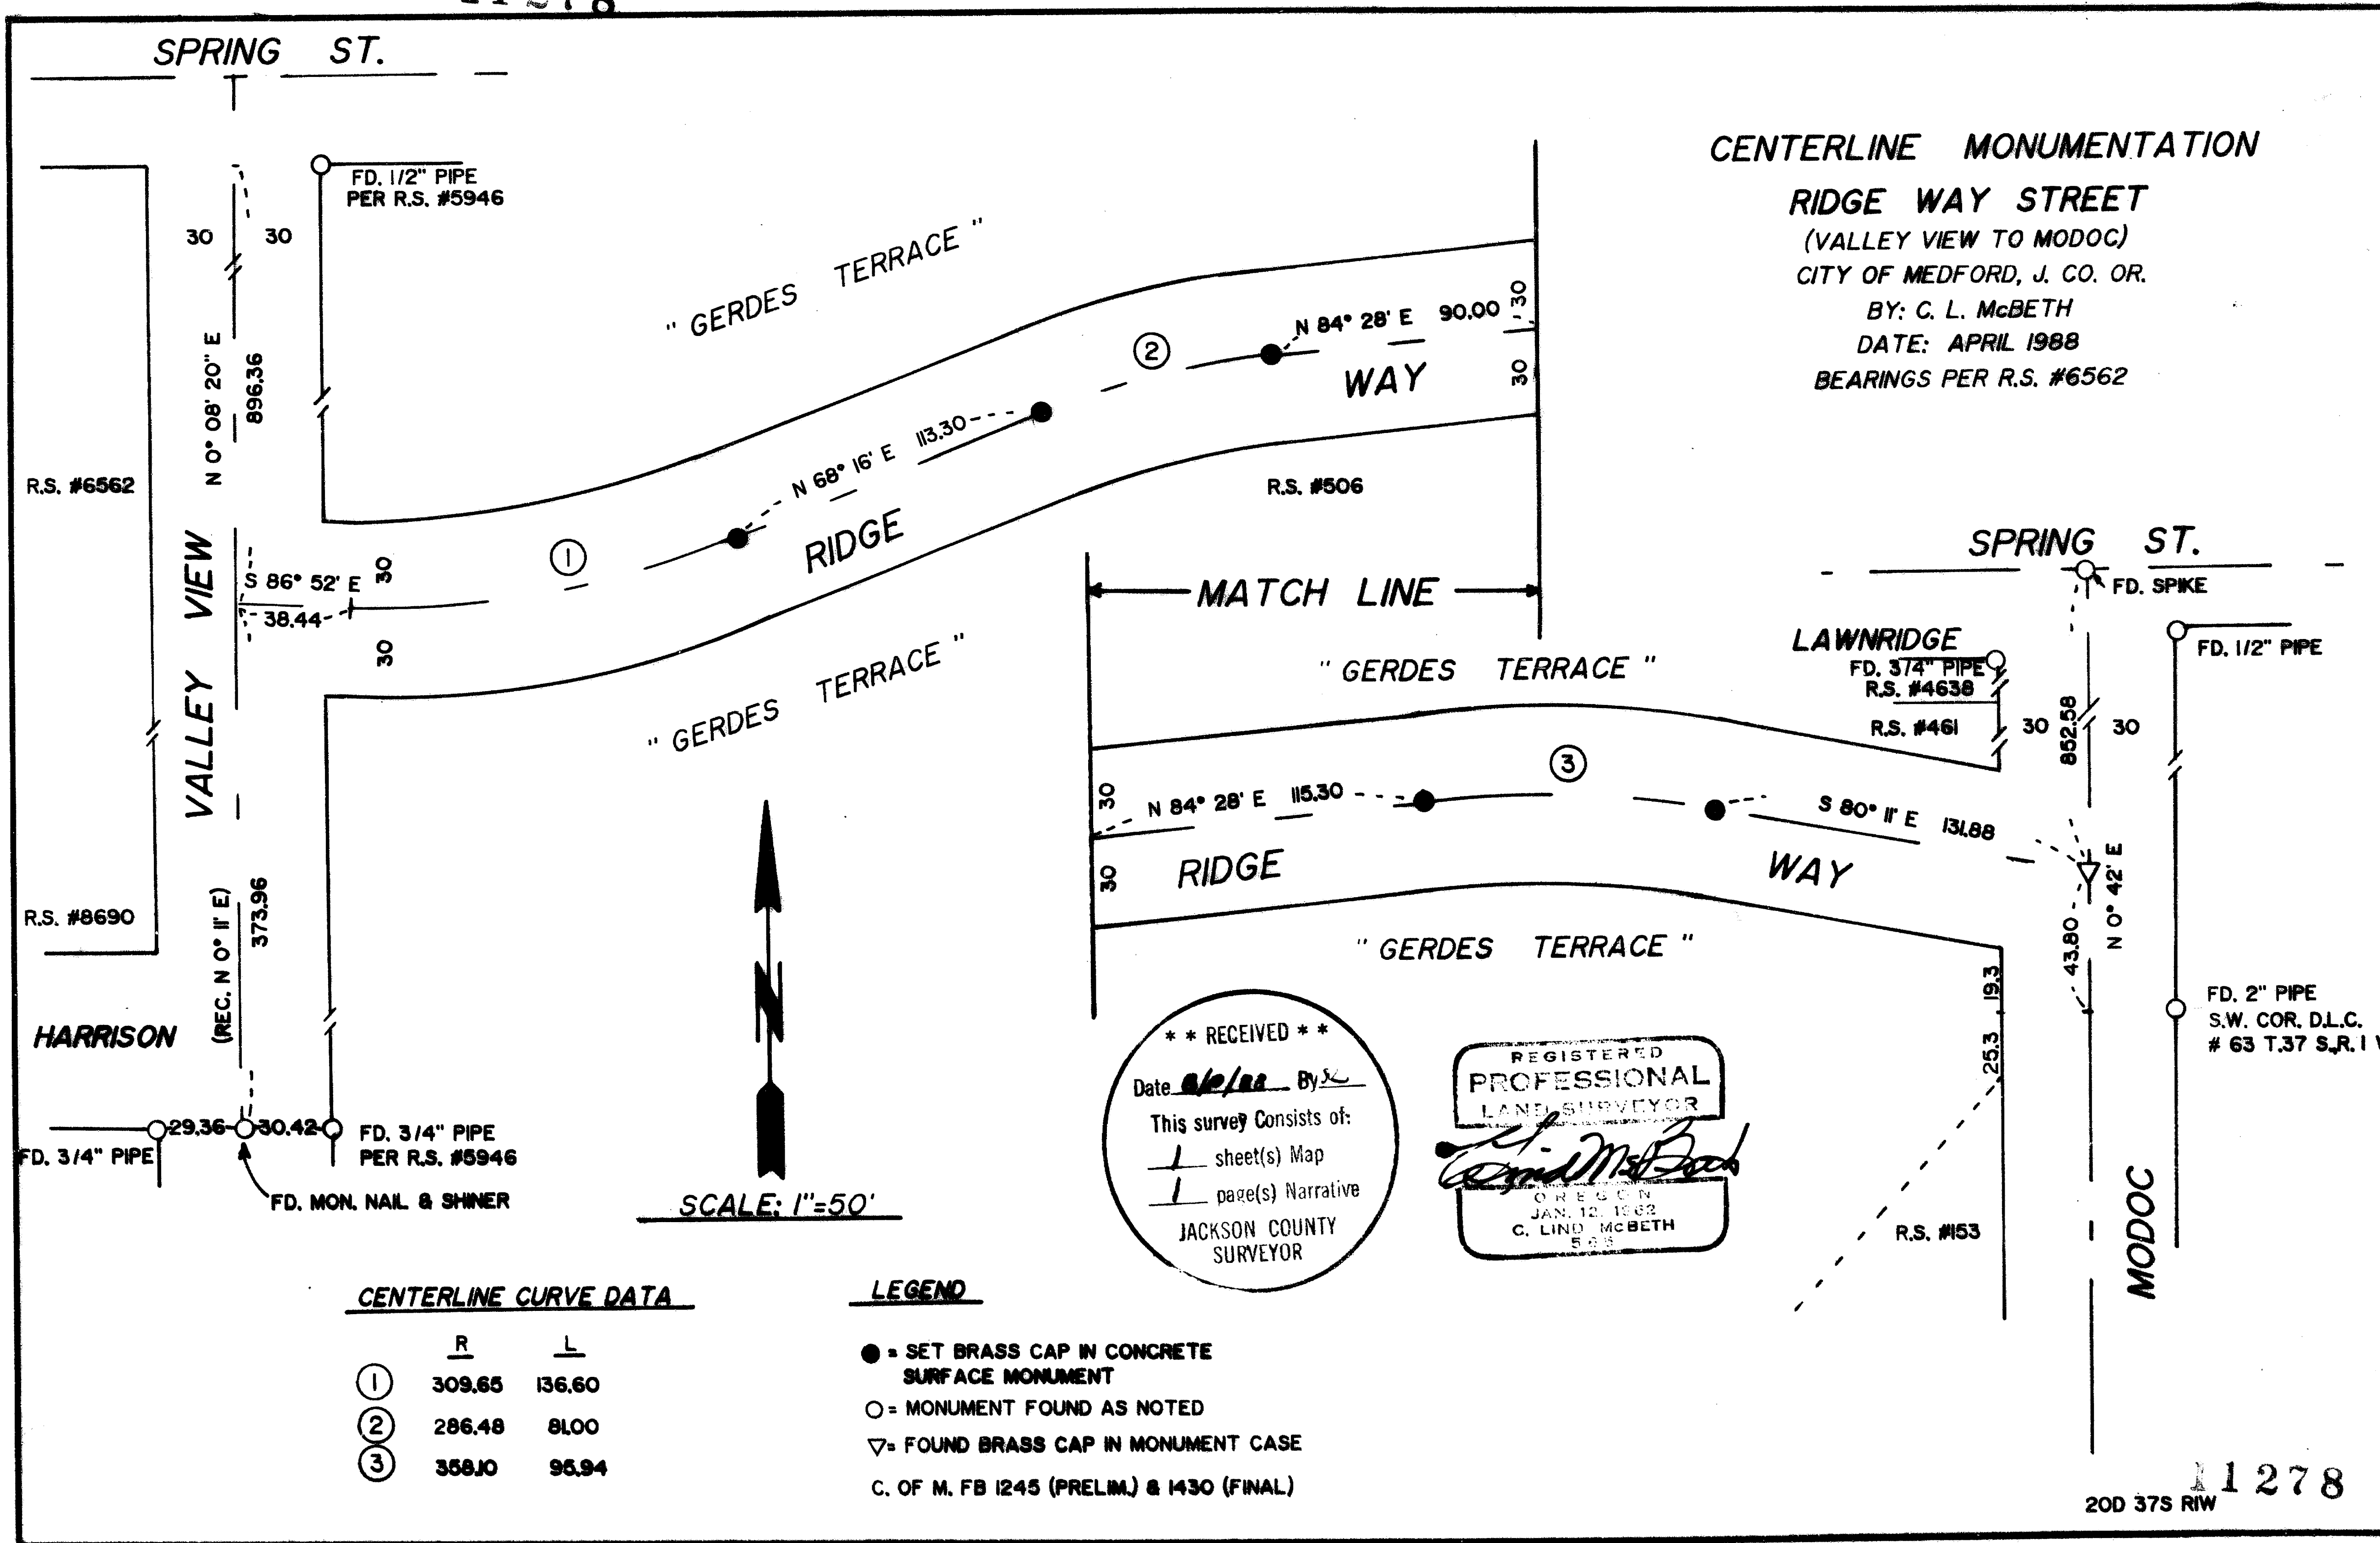 SPRING ST.
FD. 1/2" PIPE
PER R.S. #5946
30
30
" GERDES TERRACE "
CENTERLINE MONUMENTATION
RIDGE WAY STREET
(VALLEY VIEW TO MODOC)
CITY OF MEDFORD, J. CO. OR.
BY: C. L. McBETH
DATE: APRIL 1988
BEARINGS PER R.S. #6562
N 0° 08' 20" E
896.36
R.S. #6562
VALLEY VIEW
S 86° 52' E
38.44
30
30
1
N 68° 16' E 113.30
2
N 84° 28' E 90.00
30
30
RIDGE
WAY
R.S. #506
" GERDES TERRACE "
MATCH LINE
SPRING ST.
FD. SPIKE
FD. 1/2" PIPE
LAWNRIDGE
FD. 3/4" PIPE
R.S. #4638
R.S. #461
30
852.58
30
" GERDES TERRACE "
30
30
N 84° 28' E 115.30
3
S 80° 11' E 131.88
RIDGE
WAY
N 0° 42' E
43.80
" GERDES TERRACE "
19.3
25.3
FD. 2" PIPE
S.W. COR. D.L.C.
# 63 T.37 S.,R. 1
MODOC
R.S. #153
R.S. #8690
(REC. N 0° 11' E)
373.96
HARRISON
29.36
30.42
FD. 3/4" PIPE
FD. 3/4" PIPE
PER R.S. #5946
FD. MON. NAIL & SHINER
N
SCALE: 1"=50'
* * RECEIVED * *
Date By
This survey Consists of:
1 sheet(s) Map
1 page(s) Narrative
JACKSON COUNTY
SURVEYOR
REGISTERED
PROFESSIONAL
LAND SURVEYOR
OREGON
JAN. 12, 1962
C. LIND McBETH
CENTERLINE CURVE DATA
R L
1 309.65 136.60
2 286.48 81.00
3 358.10 95.94
LEGEND
= SET BRASS CAP IN CONCRETE
SURFACE MONUMENT
= MONUMENT FOUND AS NOTED
= FOUND BRASS CAP IN MONUMENT CASE
C. OF M. FB 1245 (PRELIM.) & 1430 (FINAL)
11278
20D 37S R1W